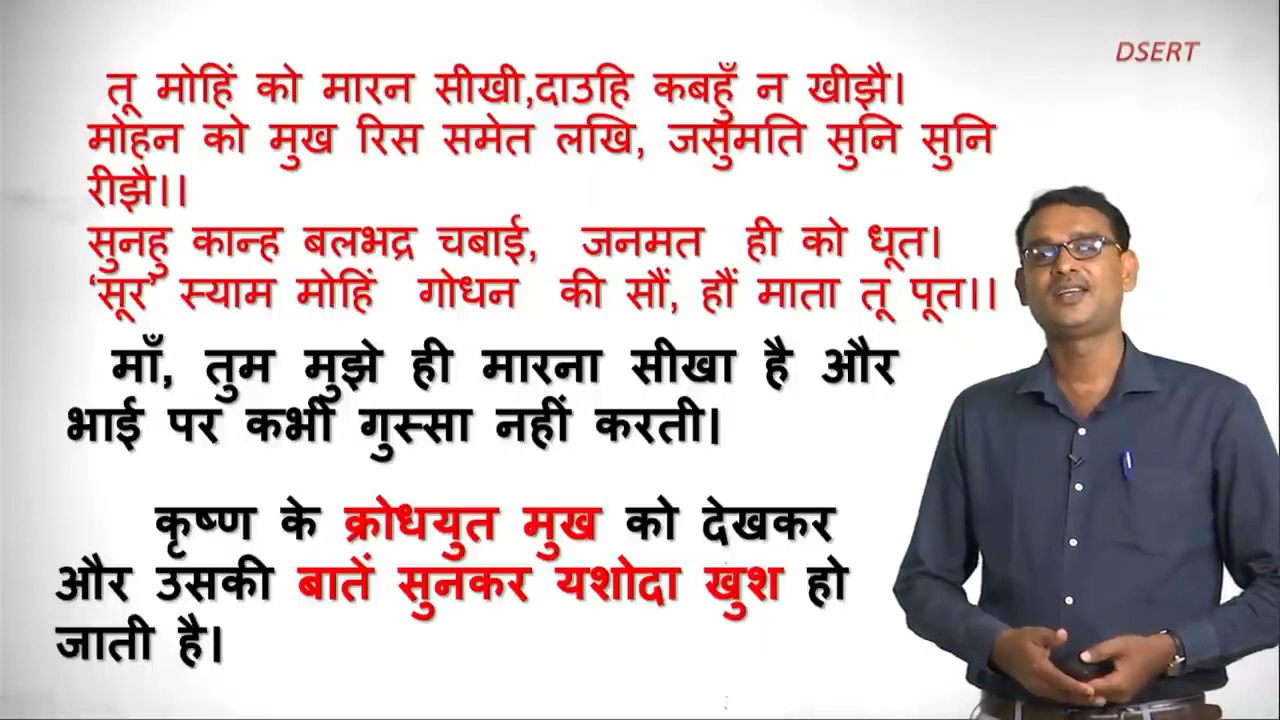 DSERT
तू मोहिं को मारन सीखी,दाउहि कबहुँ न खीझै।
मोहन को मुख रिस समेत लखि, जसुमति सुनि सुनि
रीझै।।
सुनहु कान्ह बलभद्र चबाई, जनमत ही को धूत।
‘सूर’ स्याम मोहिं गोधन की सौं, हौं माता तू पूत।।
माँ, तुम मुझे ही मारना सीखा है और
भाई पर कभी गुस्सा नहीं करती।
कृष्ण के क्रोधयुत मुख को देखकर
और उसकी बातें सुनकर यशोदा खुश हो
जाती है।